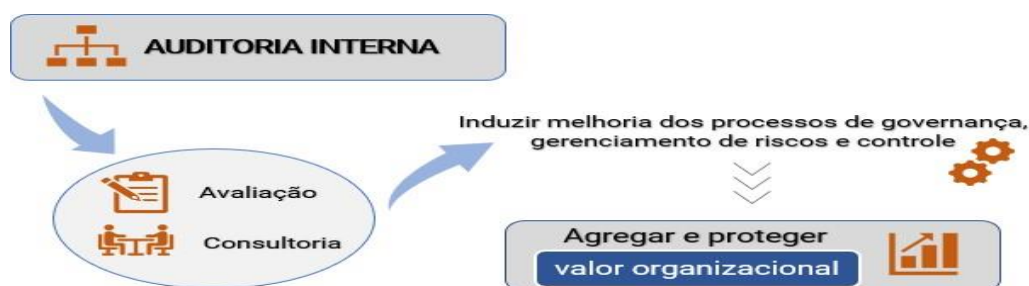 AUDITORIA INTERNA
Avaliação
Consultoria
Induzir melhoria dos processos de governança,
gerenciamento de riscos e controle
Agregar e proteger
valor organizacional